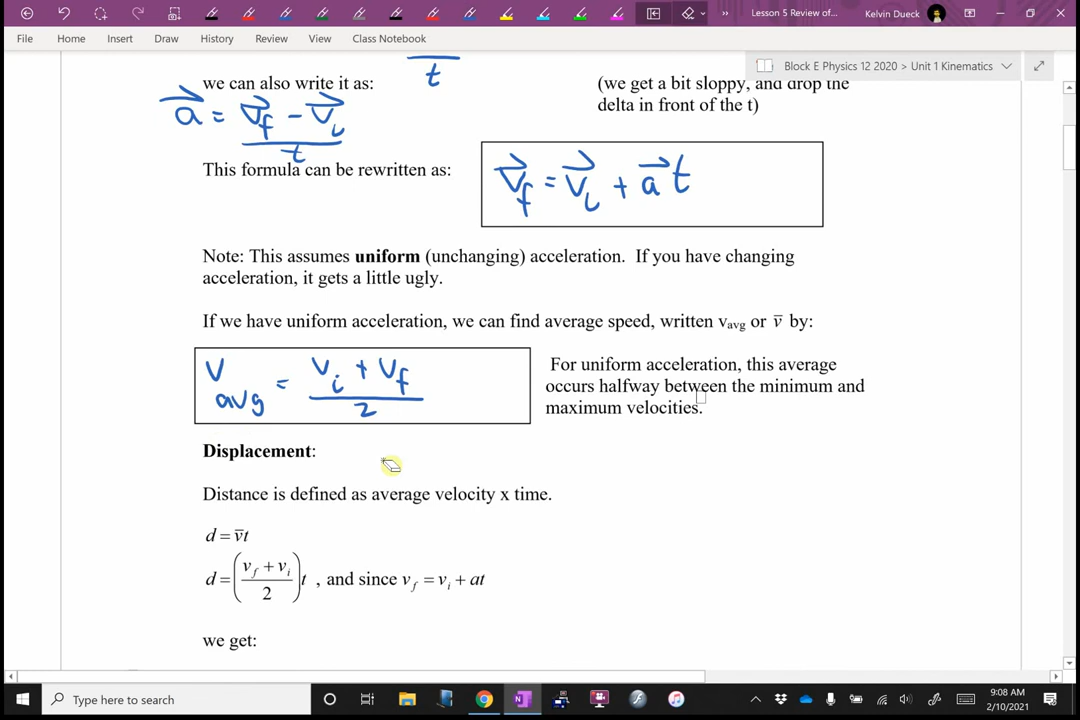 Lesson 5 Review of...
Kelvin Dueck
File Home Insert Draw History Review View Class Notebook
Block E Physics 12 2020 > Unit 1 Kinematics
we can also write it as:
t
(we get a bit sloppy, and drop the
delta in front of the t)
a⃗ = (v⃗f − v⃗i) / t
This formula can be rewritten as:
v⃗f = v⃗i + a⃗t
Note: This assumes uniform (unchanging) acceleration. If you have changing
acceleration, it gets a little ugly.
If we have uniform acceleration, we can find average speed, written vavg or v̅ by:
Vavg = (Vi + Vf) / 2
For uniform acceleration, this average
occurs halfway between the minimum and
maximum velocities.
Displacement:
Distance is defined as average velocity x time.
d = v̅t
d = ((vf + vi) / 2) t , and since vf = vi + at
we get:
Type here to search
9:08 AM
2/10/2021